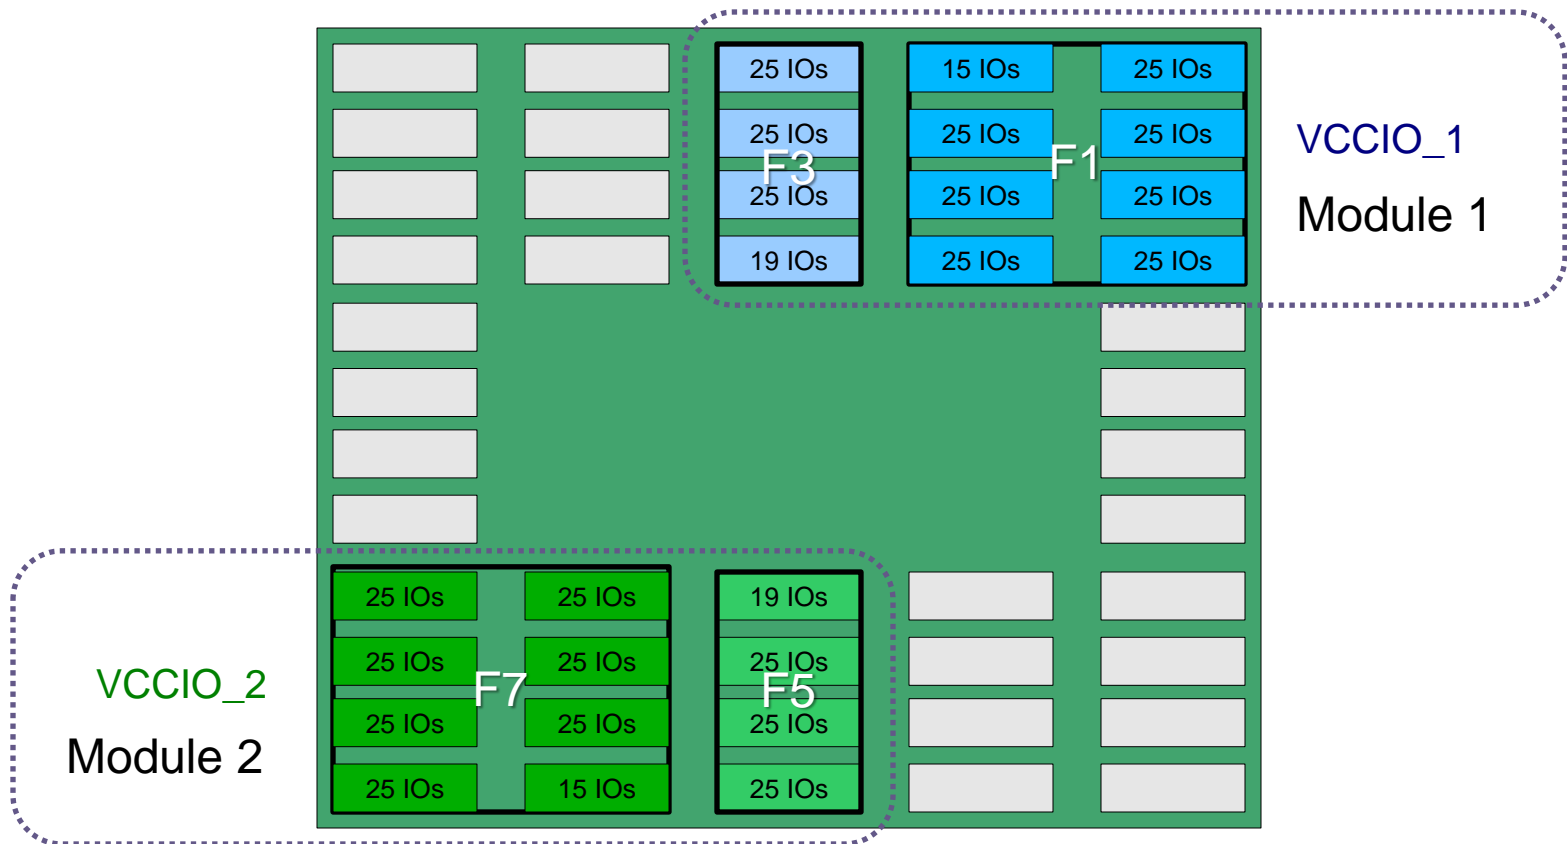 25 IOs 15 IOs 25 IOs
25 IOs 25 IOs 25 IOs
F3 F1
25 IOs 25 IOs 25 IOs
19 IOs 25 IOs 25 IOs
VCCIO_1
Module 1
25 IOs 25 IOs 19 IOs
25 IOs 25 IOs 25 IOs
F7 F5
25 IOs 25 IOs 25 IOs
25 IOs 15 IOs 25 IOs
VCCIO_2
Module 2